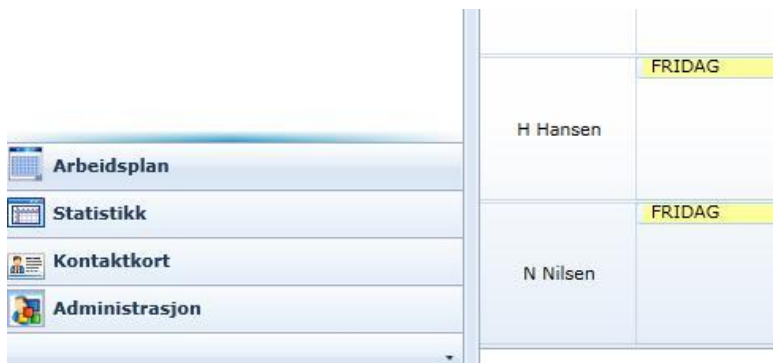 Arbeidsplan
Statistikk
Kontaktkort
Administrasjon
FRIDAG
H Hansen
FRIDAG
N Nilsen